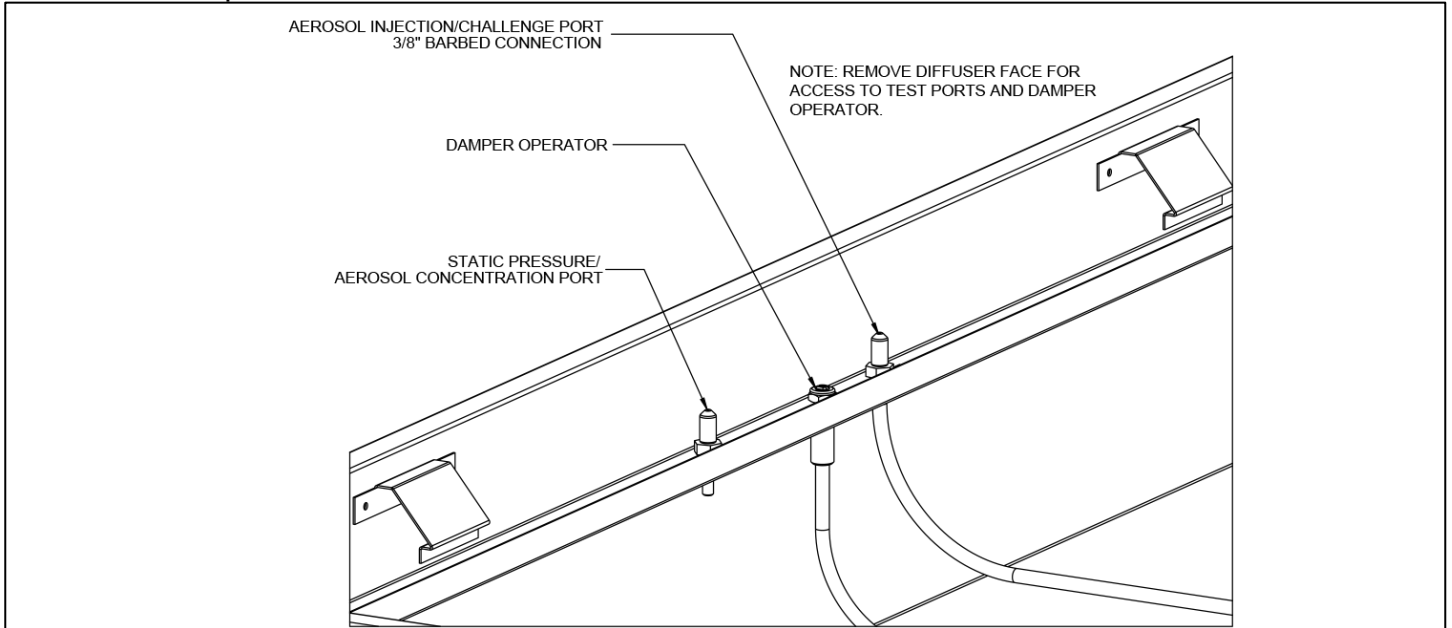 AEROSOL INJECTION/CHALLENGE PORT
3/8" BARBED CONNECTION
NOTE: REMOVE DIFFUSER FACE FOR
ACCESS TO TEST PORTS AND DAMPER
OPERATOR.
DAMPER OPERATOR
STATIC PRESSURE/
AEROSOL CONCENTRATION PORT